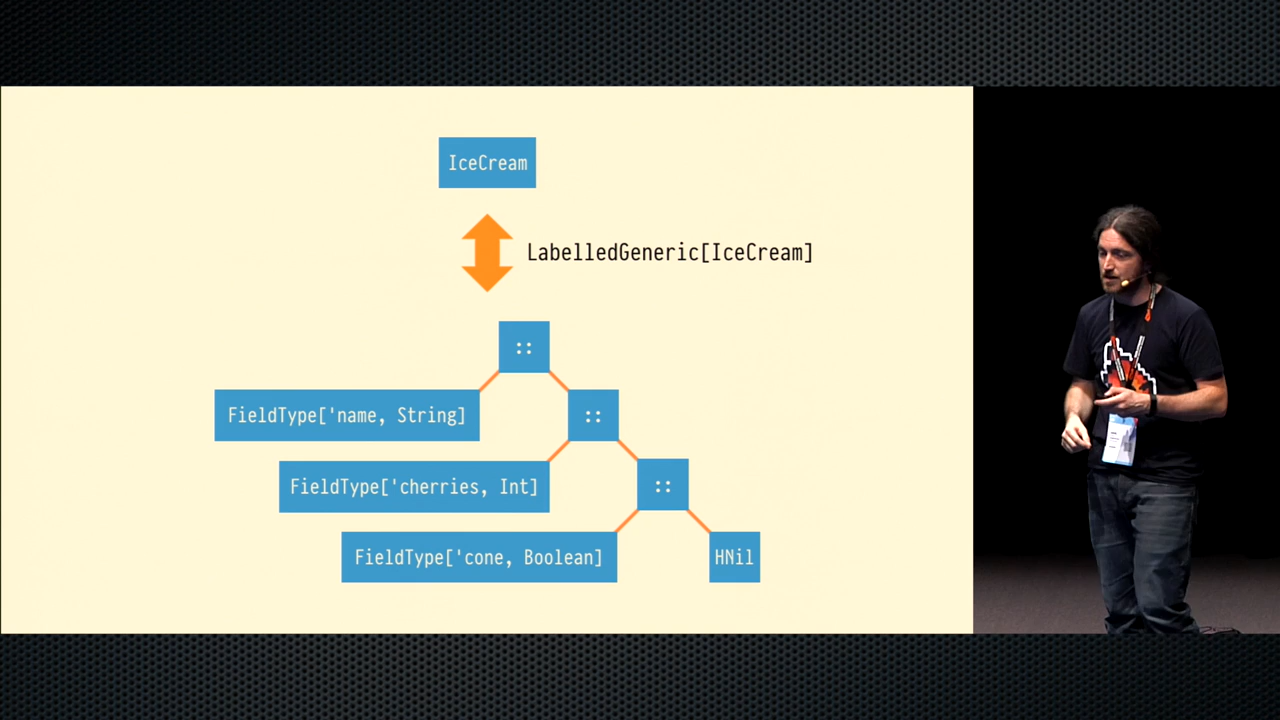 IceCream
LabelledGeneric[IceCream]
::
FieldType['name, String]
::
FieldType['cherries, Int]
::
FieldType['cone, Boolean]
HNil